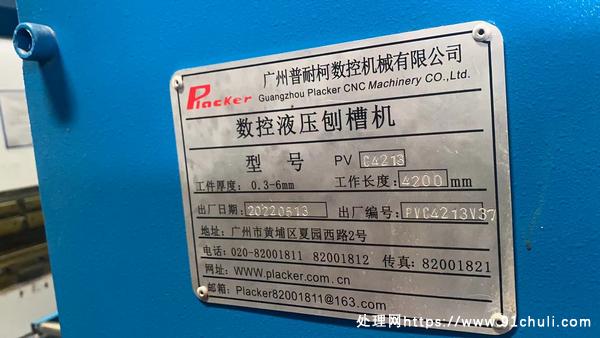 广州普耐柯数控机械有限公司
Placker Guangzhou Placker CNC Machinery CO.,Ltd.
数控液压刨槽机
型 号 PV C4213
工件厚度: 0.3-6mm 工作长度: 4200 mm
出厂日期: 20220513 出厂编号: PVC4213V37
地址: 广州市黄埔区夏园西路2号
电话: 020-82001811 82001812 传真: 82001821
网址: WWW.placker.com.cn
邮箱: Placker82001811@163.com
处理网https://www.91chuli.com